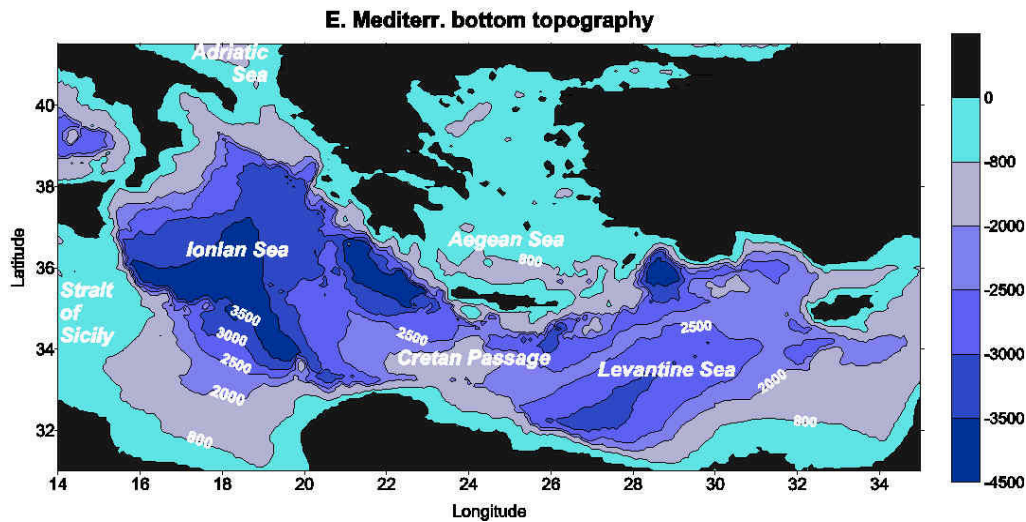 E. Mediterr. bottom topography
Adriatic
Sea
40
38
36
34
32
Latitude
Ionian Sea
Aegean Sea
800
Strait
of
Sicily
3500
3000
2500
2000
800
2500
Cretan Passage
2500
Levantine Sea
2000
800
14
16
18
20
22
24
26
28
30
32
34
Longitude
0
-800
-2000
-2500
-3000
-3500
-4500